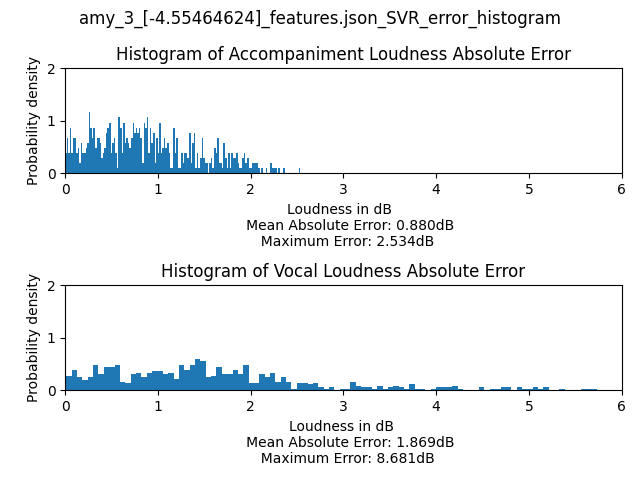 amy_3_[-4.55464624]_features.json_SVR_error_histogram
Histogram of Accompaniment Loudness Absolute Error
Probability density
2
1
0
0 1 2 3 4 5 6
Loudness in dB
Mean Absolute Error: 0.880dB
Maximum Error: 2.534dB
Histogram of Vocal Loudness Absolute Error
Probability density
2
1
0
0 1 2 3 4 5 6
Loudness in dB
Mean Absolute Error: 1.869dB
Maximum Error: 8.681dB